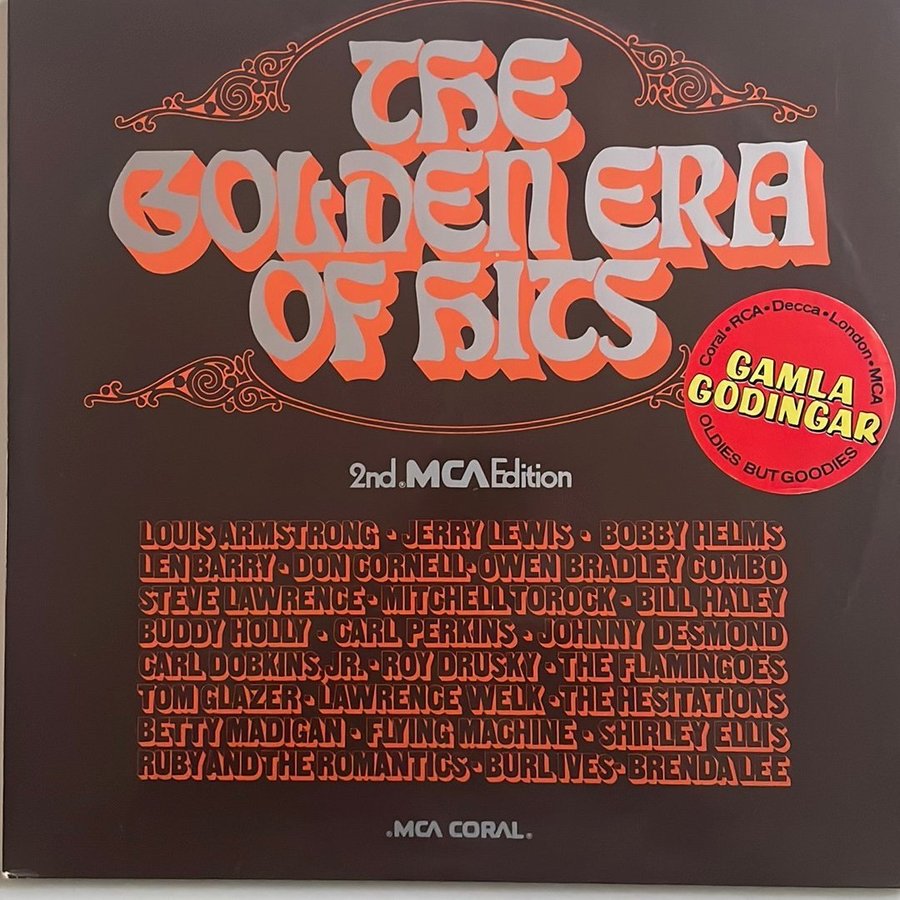 THE
GOLDEN ERA
OF HITS
Coral • RCA • Decca • London • MCA
GAMLA
GODINGAR
OLDIES BUT GOODIES
2nd. MCA Edition
LOUIS ARMSTRONG • JERRY LEWIS • BOBBY HELMS
LEN BARRY • DON CORNELL • OWEN BRADLEY COMBO
STEVE LAWRENCE • MITCHELL TOROCK • BILL HALEY
BUDDY HOLLY • CARL PERKINS • JOHNNY DESMOND
CARL DOBKINS, JR. • ROY DRUSKY • THE FLAMINGOES
TOM GLAZER • LAWRENCE WELK • THE HESITATIONS
BETTY MADIGAN • FLYING MACHINE • SHIRLEY ELLIS
RUBY AND THE ROMANTICS • BURL IVES • BRENDA LEE
MCA CORAL